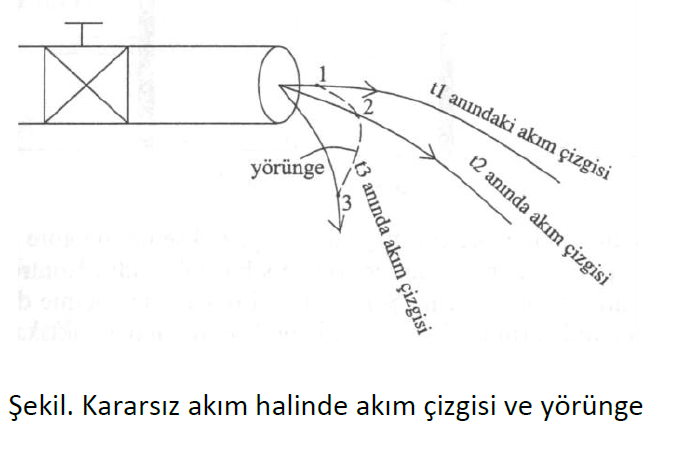 1
t1 anındaki akım çizgisi
2
t2 anında akım çizgisi
yörünge
t3 anında akım çizgisi
3
Şekil. Kararsız akım halinde akım çizgisi ve yörünge